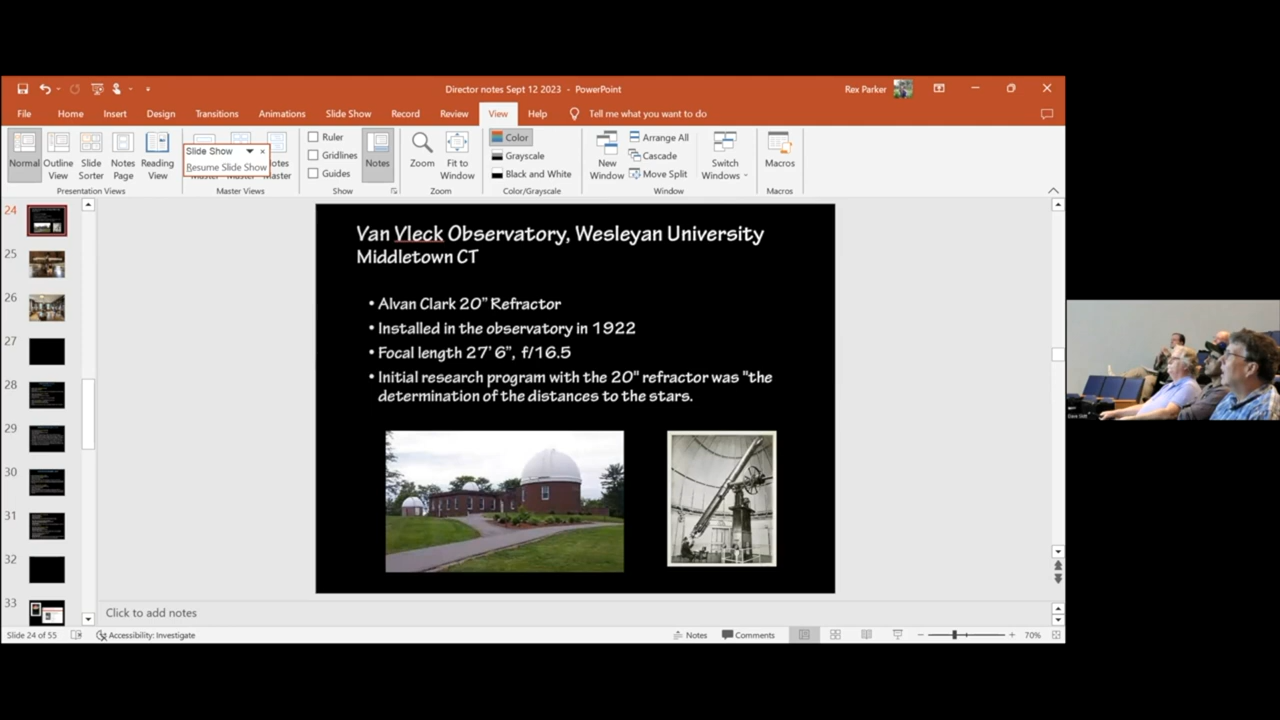 Director notes Sept 12 2023 - PowerPoint
Rex Parker
File Home Insert Design Transitions Animations Slide Show Record Review View Help Tell me what you want to do
Normal
Outline View
Slide Sorter
Notes Page
Reading View
Presentation Views
Slide Show
Resume Slide Show
Master
Master
Notes Master
Master Views
Ruler
Gridlines
Guides
Show
Notes
Zoom
Fit to Window
Zoom
Color
Grayscale
Black and White
Color/Grayscale
New Window
Arrange All
Cascade
Move Split
Switch Windows
Window
Macros
Macros
24
25
26
27
28
29
30
31
32
33
Van Vleck Observatory, Wesleyan University
Middletown CT
• Alvan Clark 20” Refractor
• Installed in the observatory in 1922
• Focal length 27’ 6”, f/16.5
• Initial research program with the 20" refractor was "the
determination of the distances to the stars.
Click to add notes
Slide 24 of 55
Accessibility: Investigate
Notes
Comments
70%